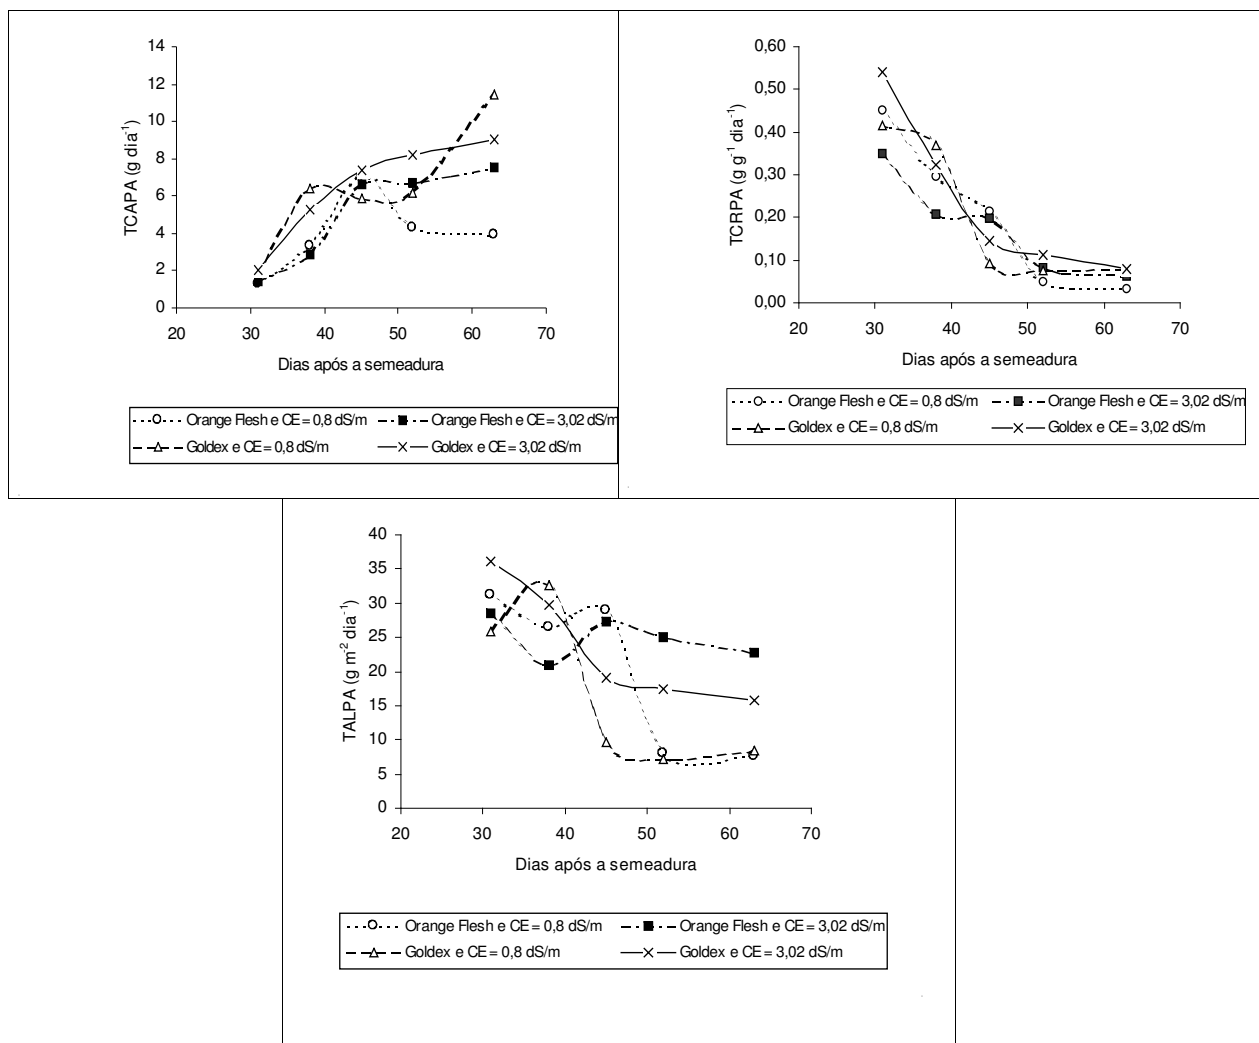 14
12
10
8
6
4
2
0
TCAPA (g dia-1)
20 30 40 50 60 70
Dias após a semeadura
Orange Flesh e CE = 0,8 dS/m Orange Flesh e CE = 3,02 dS/m
Goldex e CE = 0,8 dS/m Goldex e CE = 3,02 dS/m
0,60
0,50
0,40
0,30
0,20
0,10
0,00
TCRPA (g g-1 dia-1)
20 30 40 50 60 70
Dias após a semeadura
Orange Flesh e CE = 0,8 dS/m Orange Flesh e CE = 3,02 dS/m
Goldex e CE = 0,8 dS/m Goldex e CE = 3,02 dS/m
40
35
30
25
20
15
10
5
0
TALPA (g m-2 dia-1)
20 30 40 50 60 70
Dias após a semeadura
Orange Flesh e CE = 0,8 dS/m Orange Flesh e CE = 3,02 dS/m
Goldex e CE = 0,8 dS/m Goldex e CE = 3,02 dS/m